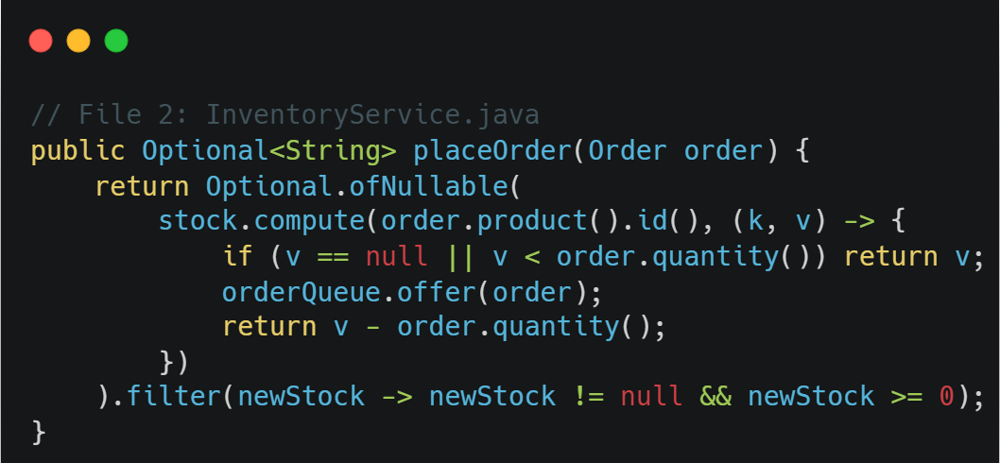 // File 2: InventoryService.java
public Optional<String> placeOrder(Order order) {
    return Optional.ofNullable(
        stock.compute(order.product().id(), (k, v) -> {
            if (v == null || v < order.quantity()) return v;
            orderQueue.offer(order);
            return v - order.quantity();
        })
    ).filter(newStock -> newStock != null && newStock >= 0);
}